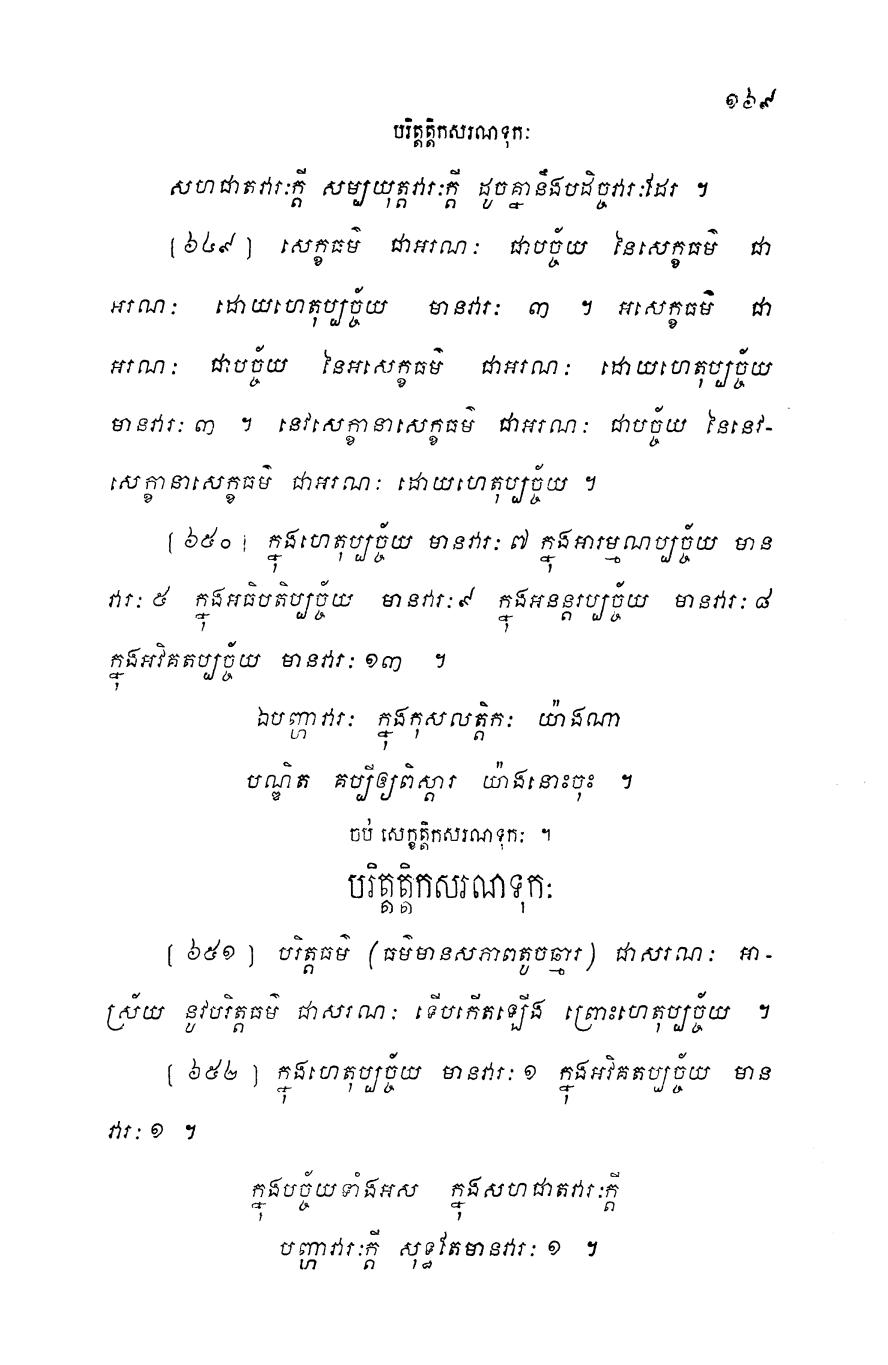 ១៦៩
បរិត្តត្តិកសរណទុកៈ
សហជាតវារៈក្តី សម្បយុត្តវារៈក្តី ដូចគ្នានឹងបដិច្ចវារៈដែរ ។
[ ៦៤៩ ] សេក្ខធម៌ ជាអរណៈ ជាបច្ច័យ នៃសេក្ខធម៌ ជា
អរណៈ ដោយហេតុប្បច្ច័យ មានវារៈ ៣ ។ អសេក្ខធម៌ ជា
អរណៈ ជាបច្ច័យ នៃអសេក្ខធម៌ ជាអរណៈ ដោយហេតុប្បច្ច័យ
មានវារៈ ៣ ។ នេវសេក្ខានាសេក្ខធម៌ ជាអរណៈ ជាបច្ច័យ នៃនេវ-
សេក្ខានាសេក្ខធម៌ ជាអរណៈ ដោយហេតុប្បច្ច័យ ។
[ ៦៥០ ] ក្នុងហេតុប្បច្ច័យ មានវារៈ ៧ ក្នុងអារម្មណប្បច្ច័យ មាន
វារៈ ៥ ក្នុងអធិបតិប្បច្ច័យ មានវារៈ ៩ ក្នុងអនន្តរប្បច្ច័យ មានវារៈ ៨
ក្នុងអវិគតប្បច្ច័យ មានវារៈ ១៣ ។
ឯបញ្ហាវារៈ ក្នុងកុសលត្តិកៈ យ៉ាងណា
បណ្ឌិត គប្បីឲ្យពិស្តារ យ៉ាងនោះចុះ ។
ចប់ សេក្ខត្តិកសរណទុកៈ ។
បរិត្តត្តិកសរណទុកៈ
[ ៦៥១ ] បរិត្តធម៌ (ធម៌មានសភាពតូចឆ្មារ) ជាសរណៈ អា-
ស្រ័យ នូវបរិត្តធម៌ ជាសរណៈ ទើបកើតឡើង ព្រោះហេតុប្បច្ច័យ ។
[ ៦៥២ ] ក្នុងហេតុប្បច្ច័យ មានវារៈ ១ ក្នុងអវិគតប្បច្ច័យ មាន
វារៈ ១ ។
ក្នុងបច្ច័យទាំងអស់ ក្នុងសហជាតវារៈក្តី
បញ្ហាវារៈក្តី សុទ្ធតែមានវារៈ ១ ។